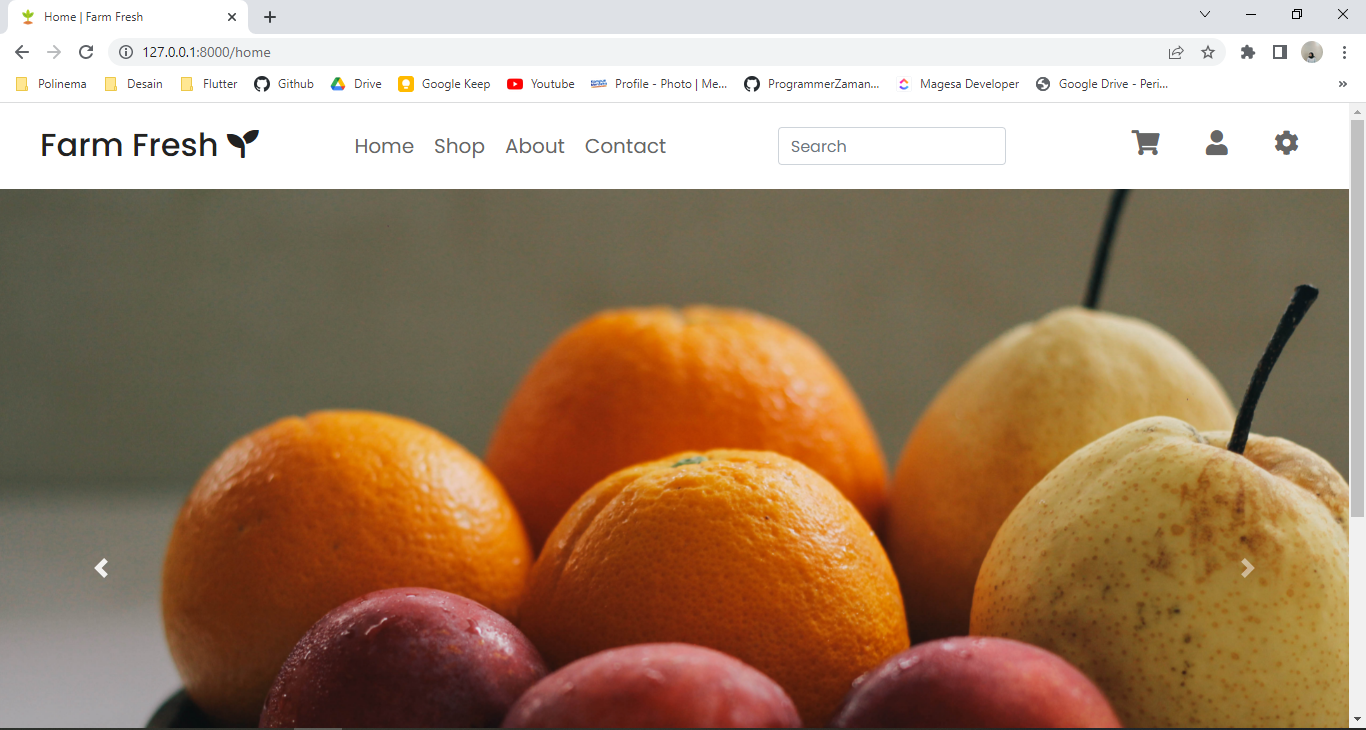 Home | Farm Fresh
127.0.0.1:8000/home
Polinema Desain Flutter Github Drive Google Keep Youtube Profile - Photo | Me... ProgrammerZaman... Magesa Developer Google Drive - Peri... »
Farm Fresh Home Shop About Contact Search